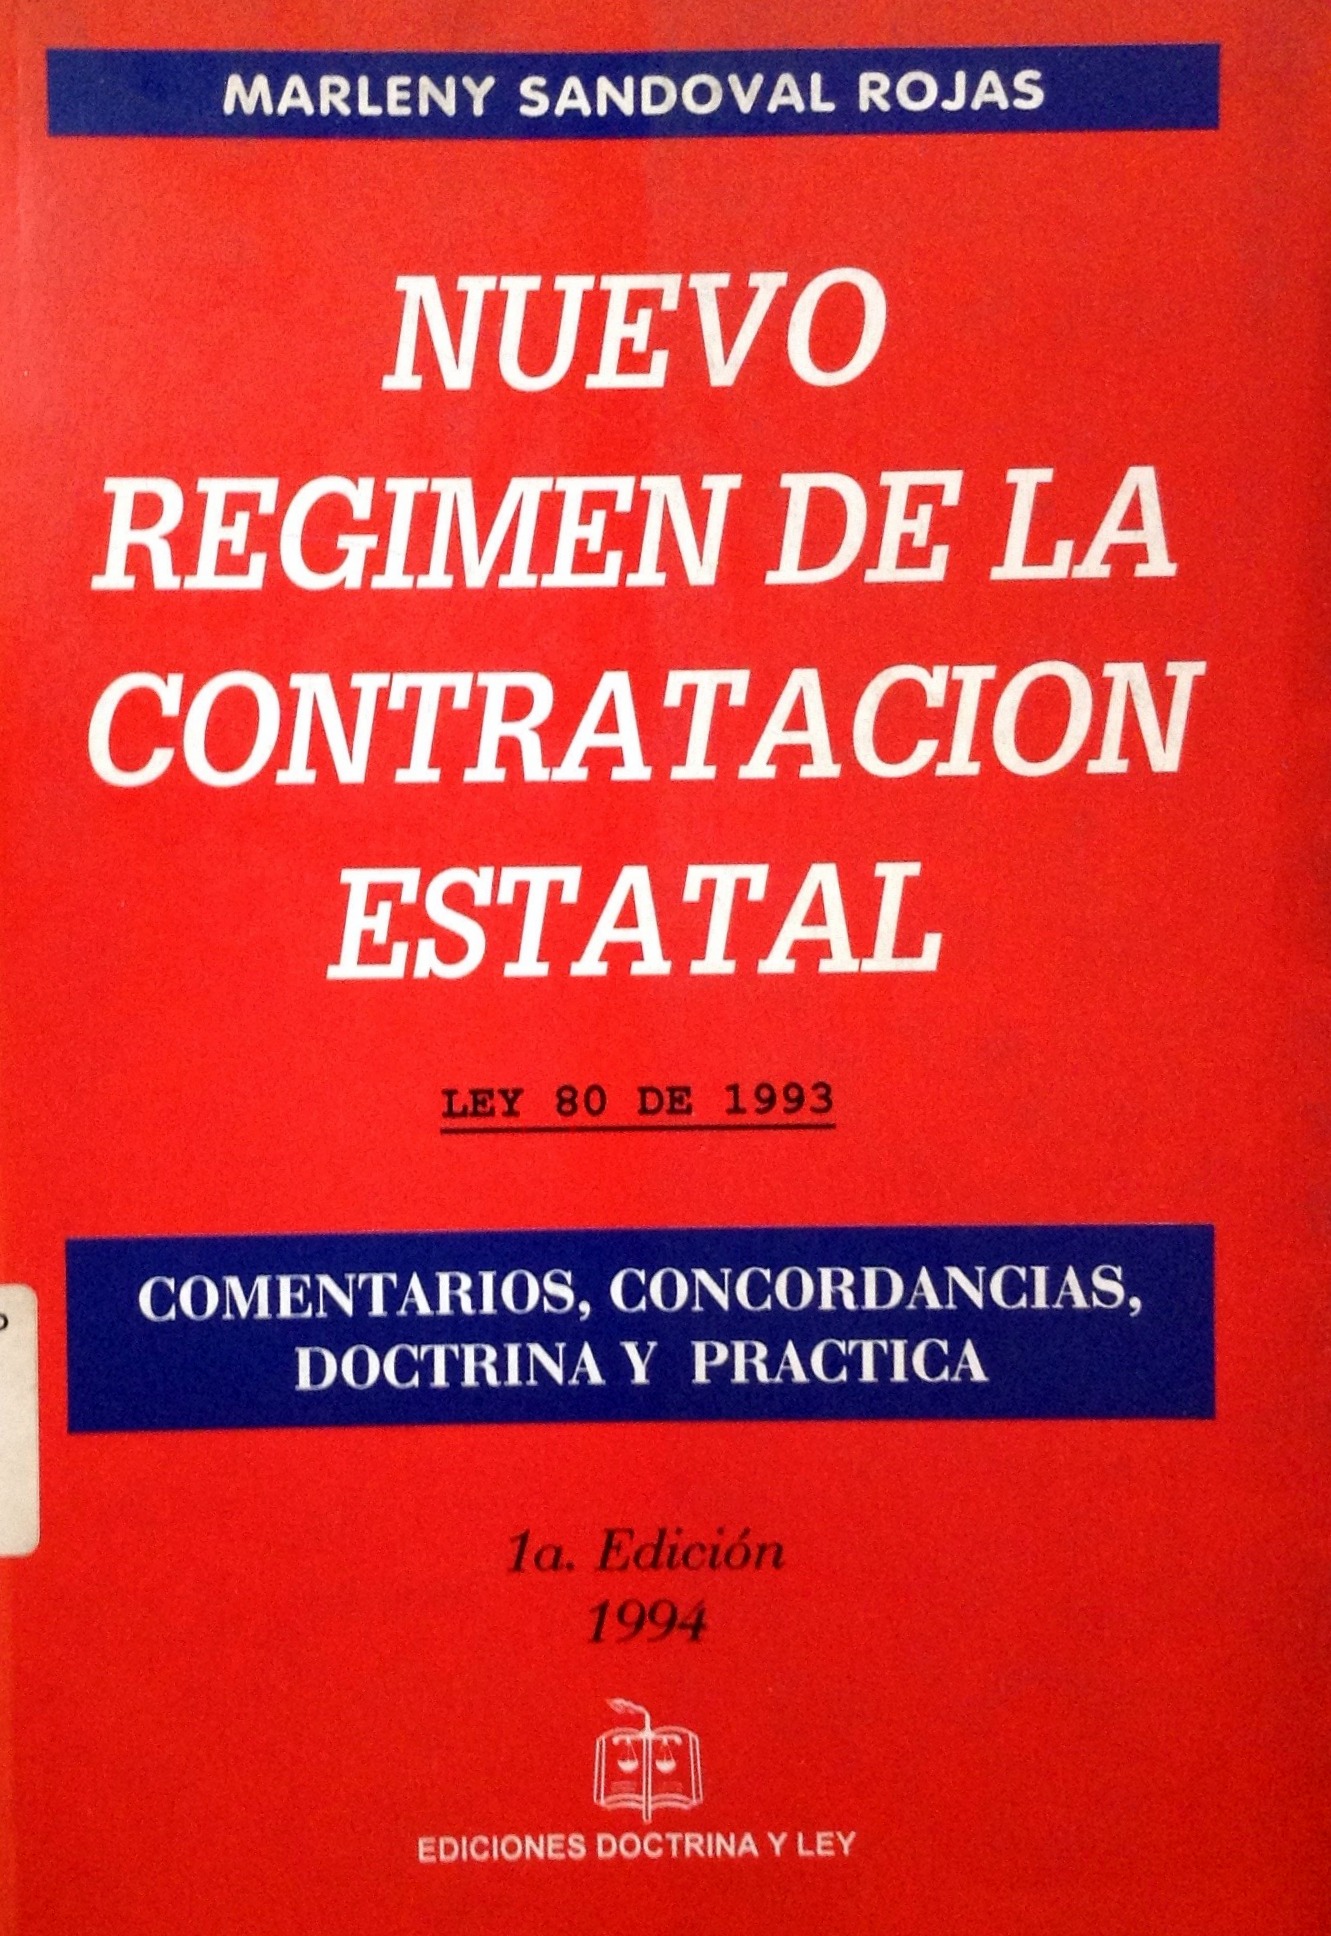 MARLENY SANDOVAL ROJAS
NUEVO
REGIMEN DE LA
CONTRATACION
ESTATAL
LEY 80 DE 1993
COMENTARIOS, CONCORDANCIAS,
DOCTRINA Y PRACTICA
1a. Edición
1994
EDICIONES DOCTRINA Y LEY